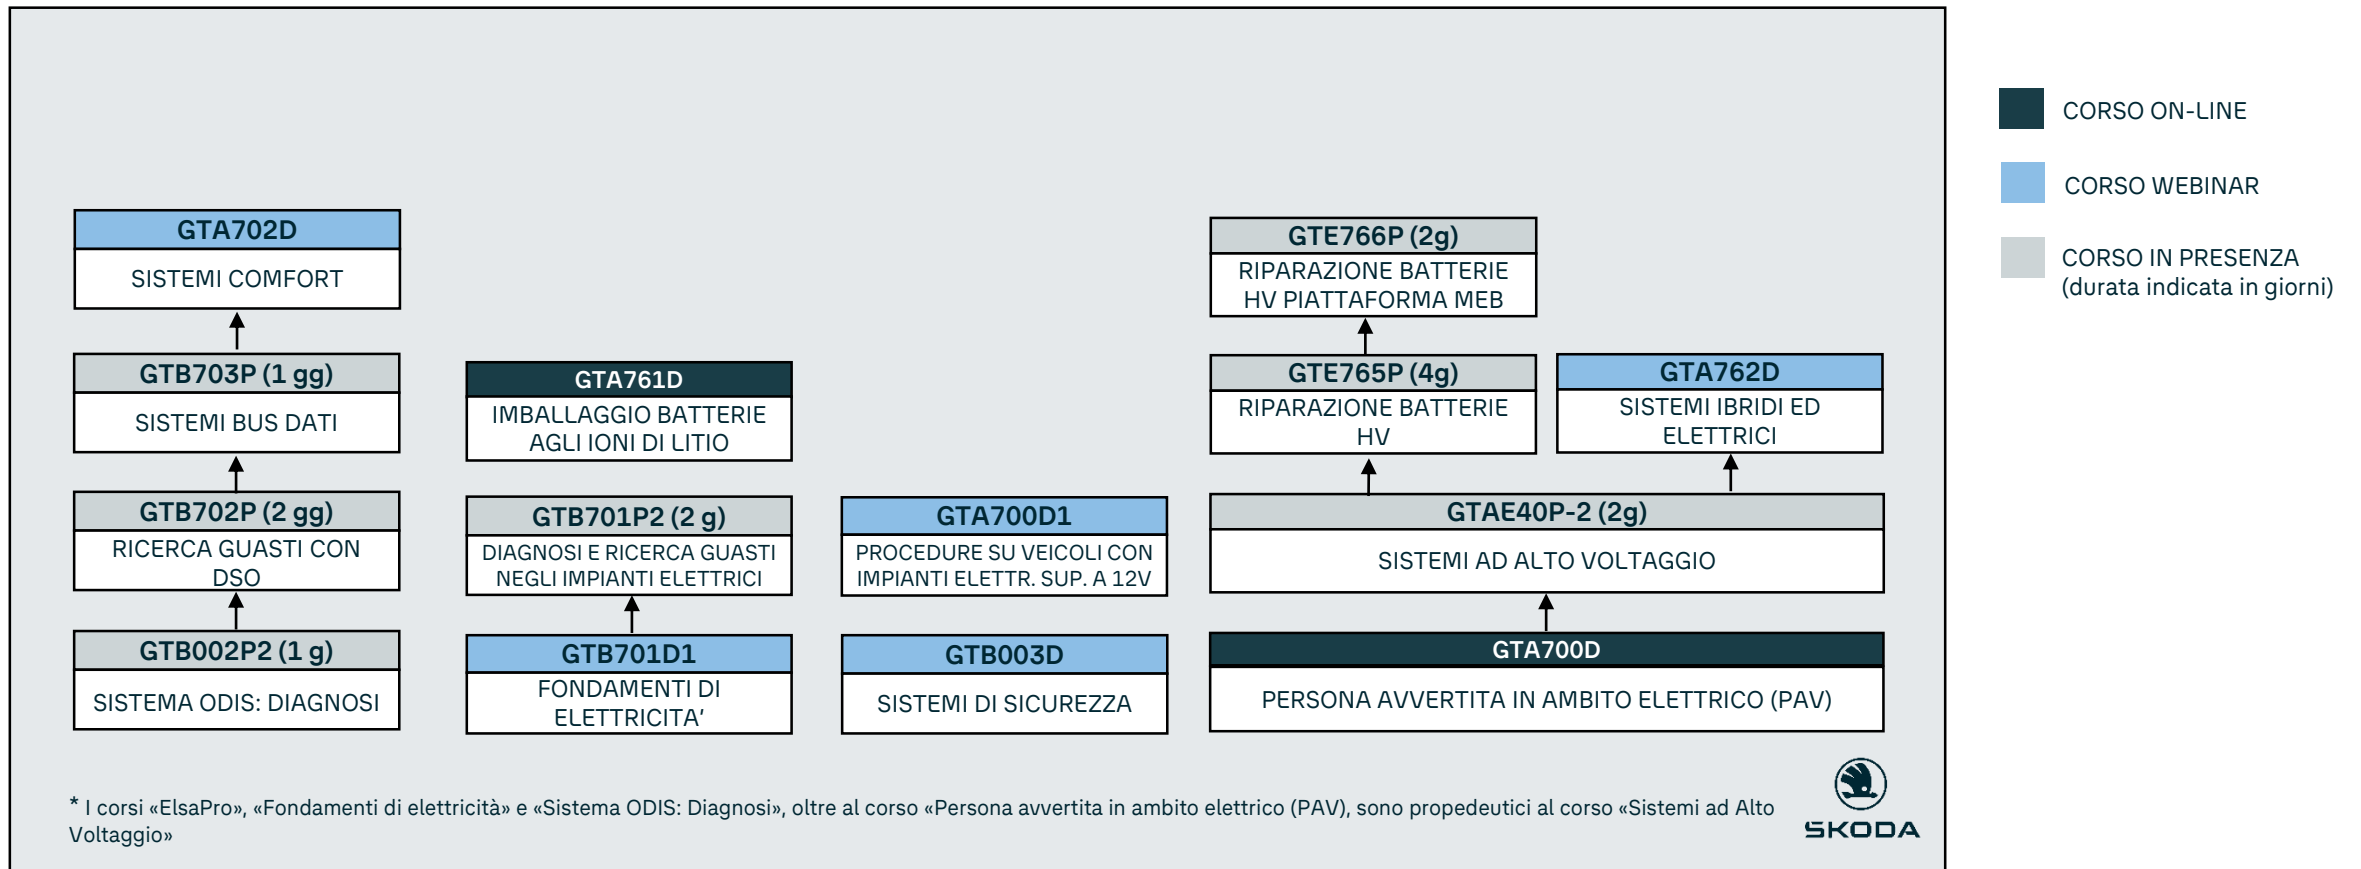 CORSO ON-LINE
CORSO WEBINAR
CORSO IN PRESENZA
(durata indicata in giorni)
GTA702D
SISTEMI COMFORT
GTB703P (1 gg)
SISTEMI BUS DATI
GTB702P (2 gg)
RICERCA GUASTI CON
DSO
GTB002P2 (1 g)
SISTEMA ODIS: DIAGNOSI
GTA761D
IMBALLAGGIO BATTERIE
AGLI IONI DI LITIO
GTB701P2 (2 g)
DIAGNOSI E RICERCA GUASTI
NEGLI IMPIANTI ELETTRICI
GTB701D1
FONDAMENTI DI
ELETTRICITA’
GTA700D1
PROCEDURE SU VEICOLI CON
IMPIANTI ELETTR. SUP. A 12V
GTB003D
SISTEMI DI SICUREZZA
GTE766P (2g)
RIPARAZIONE BATTERIE
HV PIATTAFORMA MEB
GTE765P (4g)
RIPARAZIONE BATTERIE
HV
GTA762D
SISTEMI IBRIDI ED
ELETTRICI
GTAE40P-2 (2g)
SISTEMI AD ALTO VOLTAGGIO
GTA700D
PERSONA AVVERTITA IN AMBITO ELETTRICO (PAV)
* I corsi «ElsaPro», «Fondamenti di elettricità» e «Sistema ODIS: Diagnosi», oltre al corso «Persona avvertita in ambito elettrico (PAV), sono propedeutici al corso «Sistemi ad Alto
Voltaggio»
ŠKODA